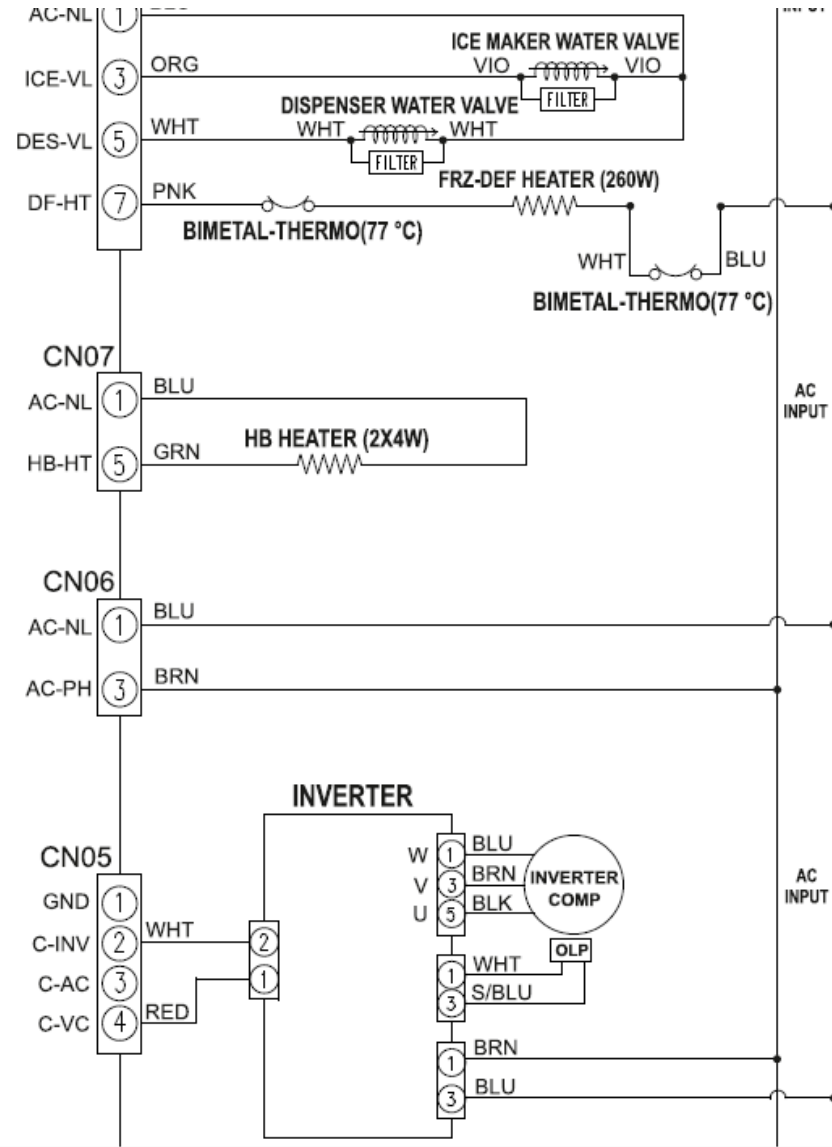 AC-NL 1
ICE MAKER WATER VALVE
ICE-VL 3 ORG VIO VIO
FILTER
DISPENSER WATER VALVE
DES-VL 5 WHT WHT WHT
FILTER
FRZ-DEF HEATER (260W)
DF-HT 7 PNK
BIMETAL-THERMO(77 °C)
WHT BLU
BIMETAL-THERMO(77 °C)
CN07
AC-NL 1 BLU
AC
INPUT
HB HEATER (2X4W)
HB-HT 5 GRN
CN06
AC-NL 1 BLU
AC-PH 3 BRN
INVERTER
W 1 BLU
V 3 BRN
U 5 BLK
INVERTER
COMP
AC
INPUT
OLP
1 WHT
3 S/BLU
1 BRN
3 BLU
CN05
GND 1
C-INV 2 WHT 2
C-AC 3 1
C-VC 4 RED